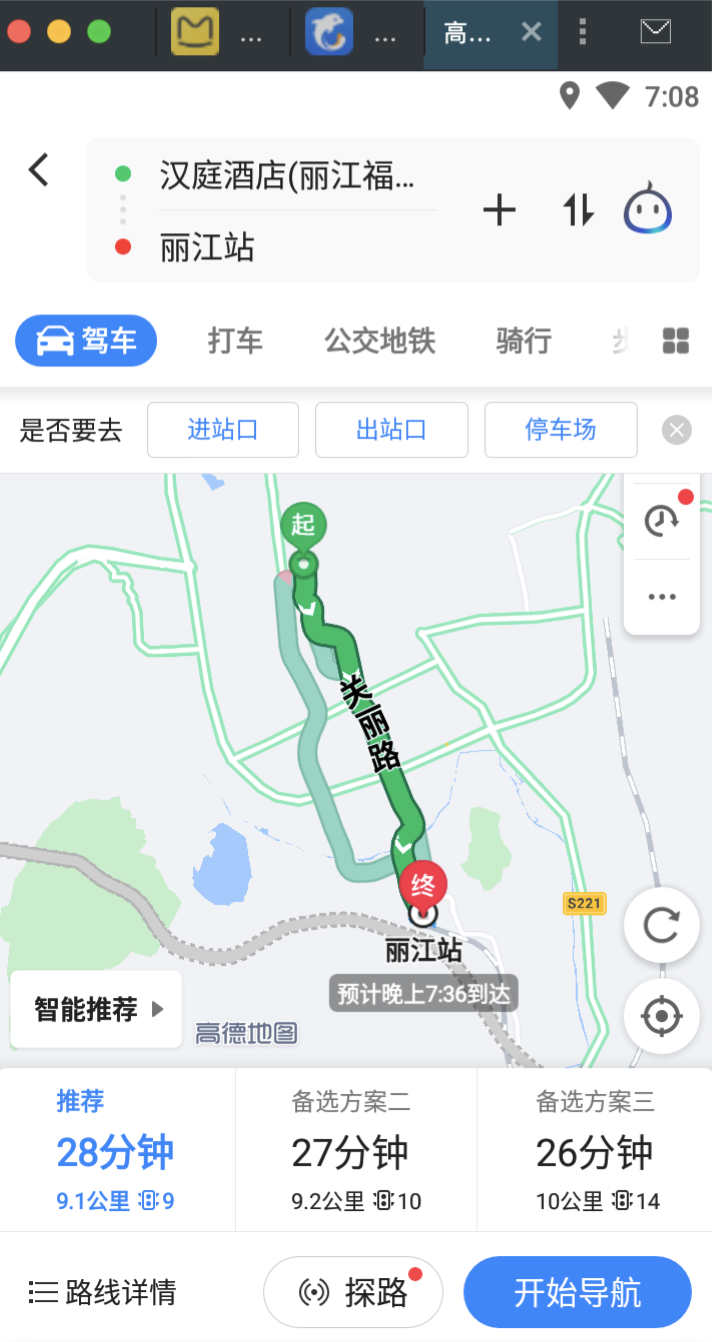 ... ... 高...
7:08
汉庭酒店(丽江福...
丽江站
驾车 打车 公交地铁 骑行
是否要去 进站口 出站口 停车场
起
关丽路
终
S221
丽江站
预计晚上7:36到达
智能推荐
高德地图
推荐 备选方案二 备选方案三
28分钟 27分钟 26分钟
9.1公里 9 9.2公里 10 10公里 14
路线详情 探路 开始导航